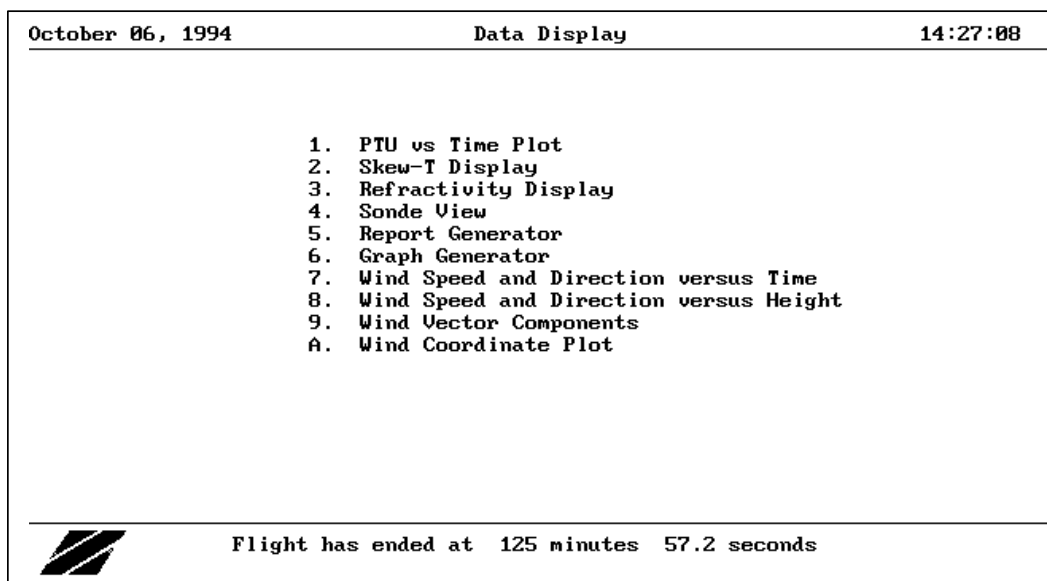 October 06, 1994 Data Display 14:27:08
1. PTU vs Time Plot
2. Skew-T Display
3. Refractivity Display
4. Sonde View
5. Report Generator
6. Graph Generator
7. Wind Speed and Direction versus Time
8. Wind Speed and Direction versus Height
9. Wind Vector Components
A. Wind Coordinate Plot
Flight has ended at 125 minutes 57.2 seconds